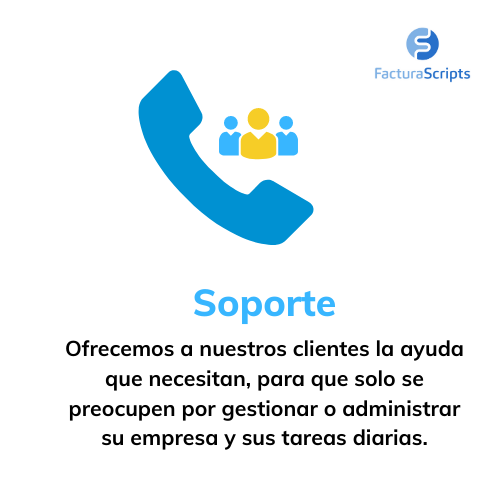 FacturaScripts
Soporte
Ofrecemos a nuestros clientes la ayuda
que necesitan, para que solo se
preocupen por gestionar o administrar
su empresa y sus tareas diarias.